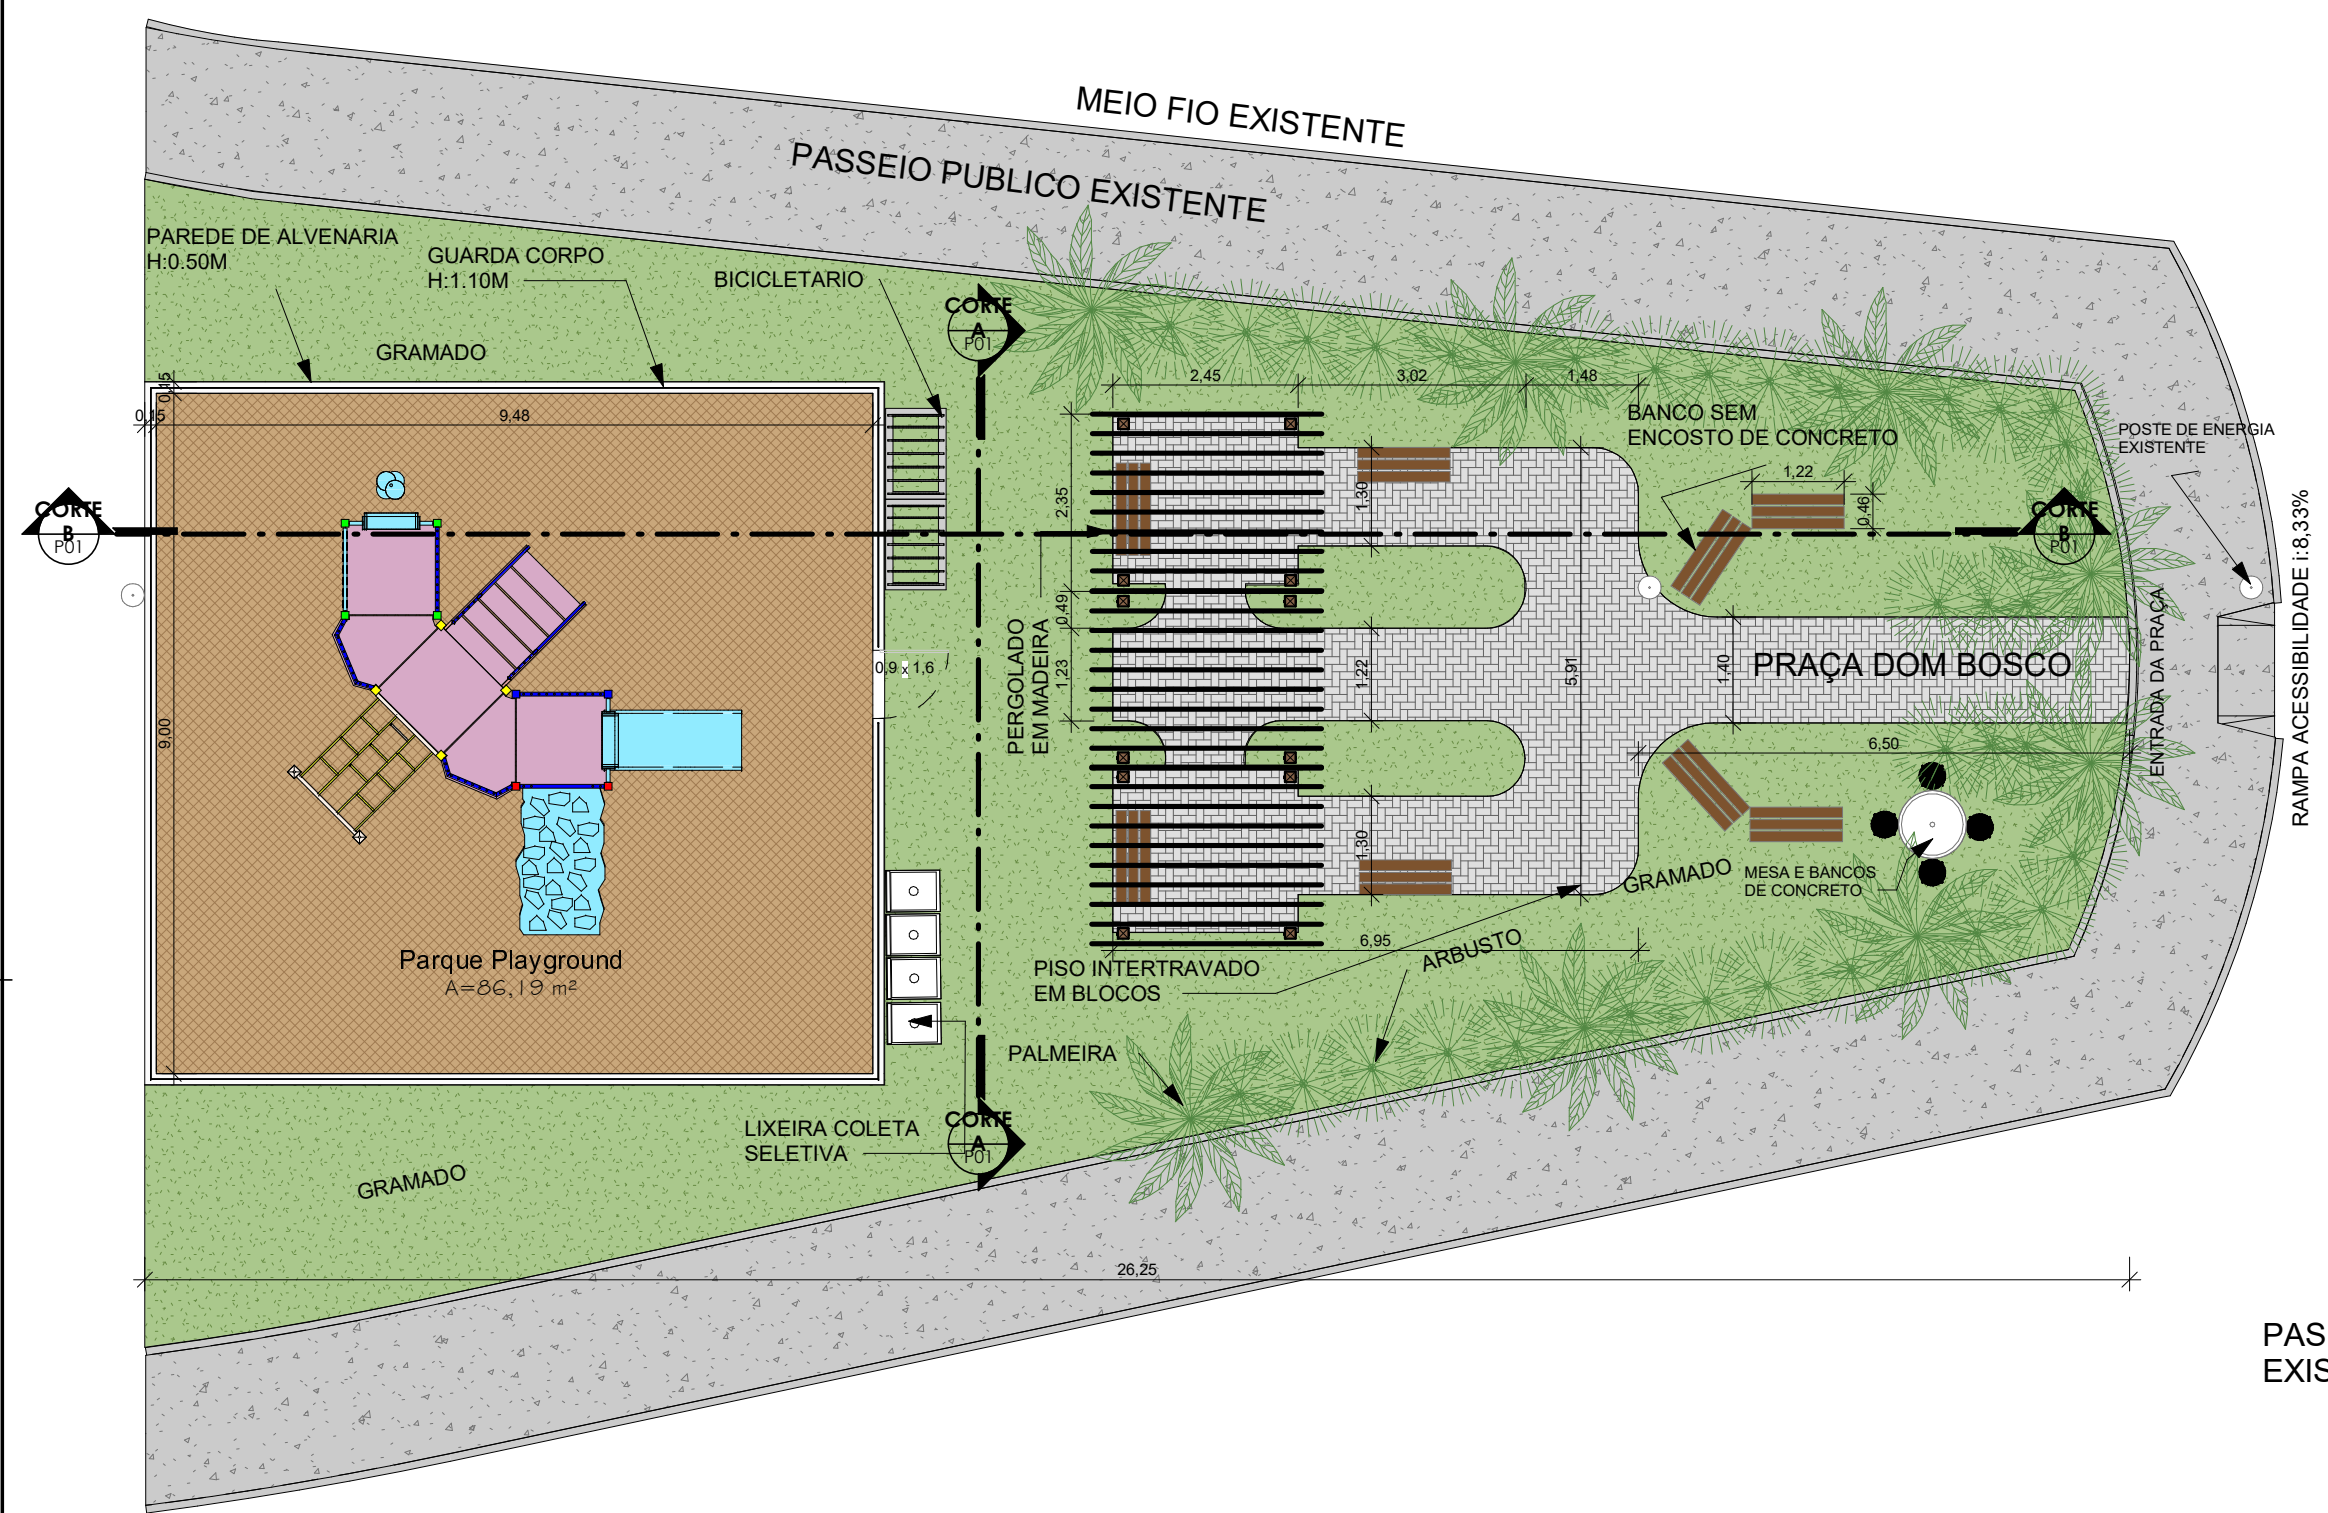 MEIO FIO EXISTENTE
PASSEIO PUBLICO EXISTENTE
PAREDE DE ALVENARIA
H:0.50M
GUARDA CORPO
H:1.10M
BICICLETARIO
GRAMADO
CORTE
A
P01
0,15
0,15
9,48
9,00
CORTE
B
P01
2,45
3,02
1,48
BANCO SEM
ENCOSTO DE CONCRETO
1,22
0,46
POSTE DE ENERGIA
EXISTENTE
CORTE
B
P01
2,35
0,49
1,23
1,30
1,22
1,30
5,91
1,40
0,9 x 1,6
PERGOLADO
EM MADEIRA
PRAÇA DOM BOSCO
ENTRADA DA PRAÇA
RAMPA ACESSIBILIDADE i:8,33%
6,50
MESA E BANCOS
DE CONCRETO
GRAMADO
6,95
ARBUSTO
PISO INTERTRAVADO
EM BLOCOS
Parque Playground
A=86,19 m²
PALMEIRA
LIXEIRA COLETA
SELETIVA
CORTE
A
P01
GRAMADO
26,25
PAS
EXIS